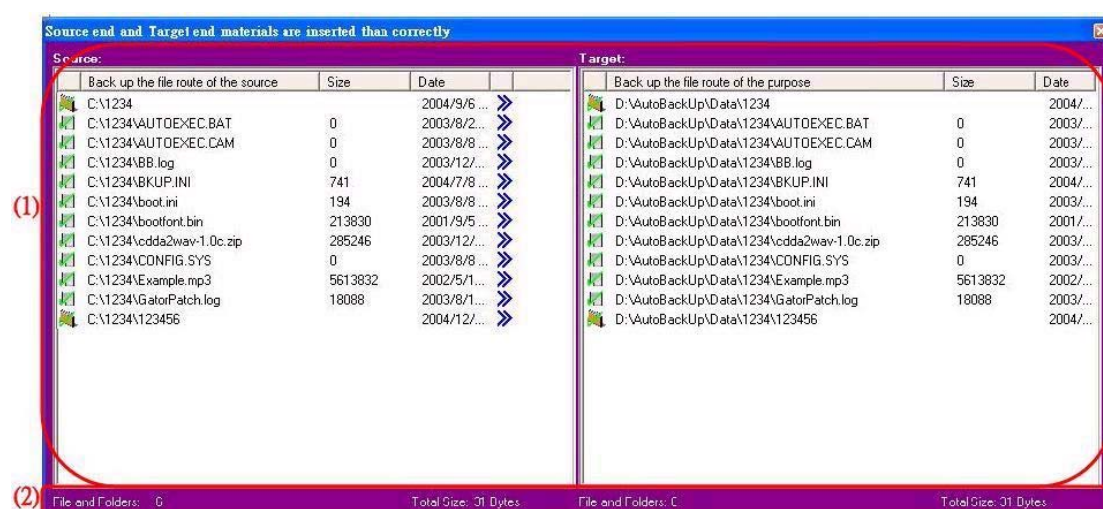 Source end and Target end materials are inserted than correctly
Source:
Back up the file route of the source Size Date
C:\1234 2004/9/6 ...
C:\1234\AUTOEXEC.BAT 0 2003/8/2...
C:\1234\AUTOEXEC.CAM 0 2003/8/8 ...
C:\1234\BB.log 0 2003/12/...
C:\1234\BKUP.INI 741 2004/7/8 ...
C:\1234\boot.ini 194 2003/8/8 ...
C:\1234\bootfont.bin 213830 2001/9/5 ...
C:\1234\cdda2wav-1.0c.zip 285246 2003/12/...
C:\1234\CONFIG.SYS 0 2003/8/8 ...
C:\1234\Example.mp3 5613832 2002/5/1...
C:\1234\GatorPatch.log 18088 2003/8/1...
C:\1234\123456 2004/12/...
Target:
Back up the file route of the purpose Size Date
D:\AutoBackUp\Data\1234 2004/...
D:\AutoBackUp\Data\1234\AUTOEXEC.BAT 0 2003/...
D:\AutoBackUp\Data\1234\AUTOEXEC.CAM 0 2003/...
D:\AutoBackUp\Data\1234\BB.log 0 2003/...
D:\AutoBackUp\Data\1234\BKUP.INI 741 2004/...
D:\AutoBackUp\Data\1234\boot.ini 194 2003/...
D:\AutoBackUp\Data\1234\bootfont.bin 213830 2001/...
D:\AutoBackUp\Data\1234\cdda2wav-1.0c.zip 285246 2003/...
D:\AutoBackUp\Data\1234\CONFIG.SYS 0 2003/...
D:\AutoBackUp\Data\1234\Example.mp3 5613832 2002/...
D:\AutoBackUp\Data\1234\GatorPatch.log 18088 2003/...
D:\AutoBackUp\Data\1234\123456 2004/...
(1)
(2)
File and Folders: Total Size: Bytes
File and Folders: Total Size: Bytes